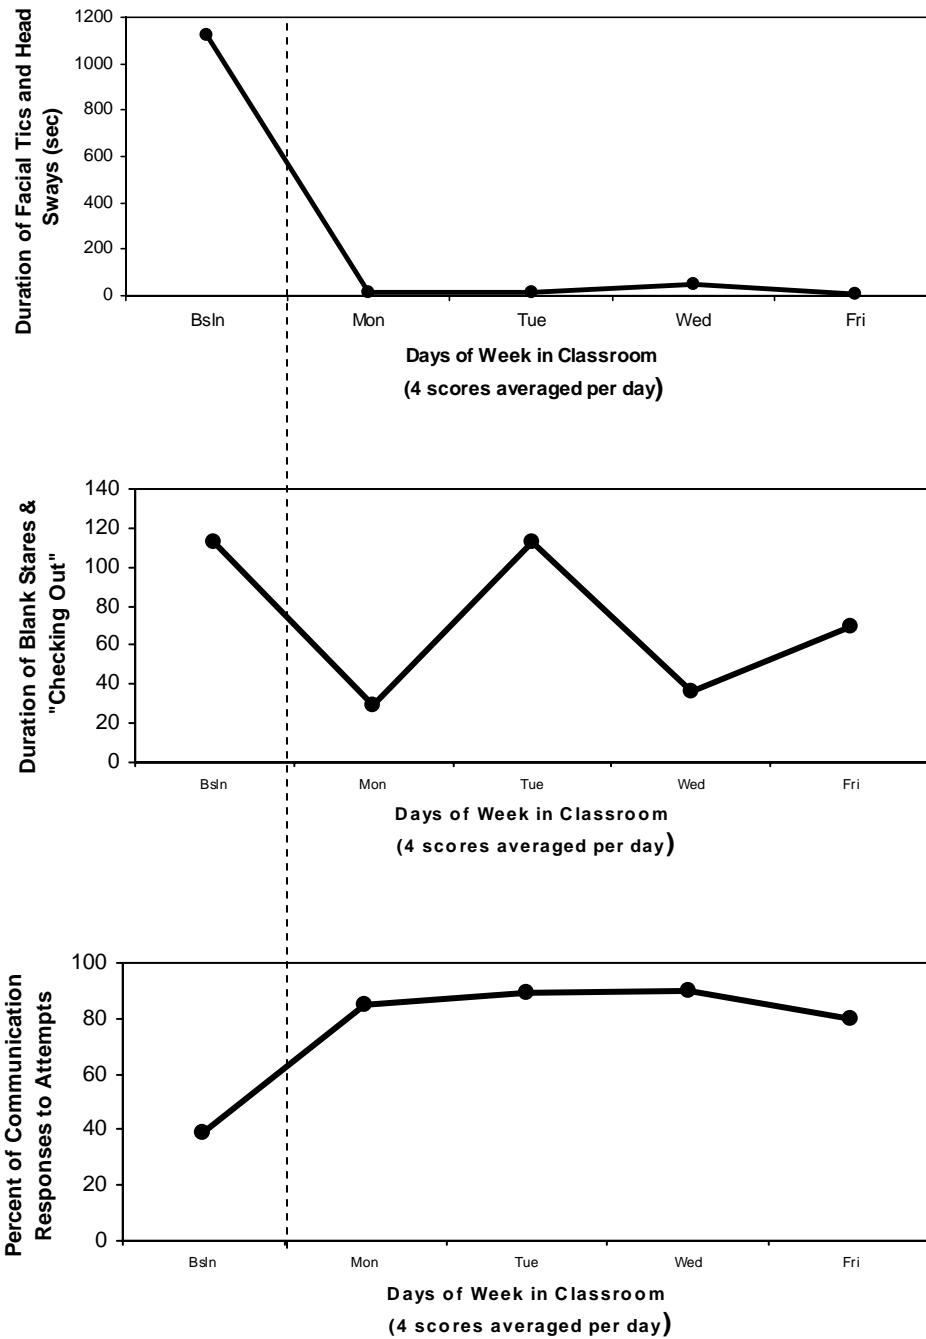 Duration of Facial Tics and Head
Sways (sec)
1200
1000
800
600
400
200
0
Bsln Mon Tue Wed Fri
Days of Week in Classroom
(4 scores averaged per day)
Duration of Blank Stares &
"Checking Out"
140
120
100
80
60
40
20
0
Bsln Mon Tue Wed Fri
Days of Week in Classroom
(4 scores averaged per day)
Percent of Communication
Responses to Attempts
100
80
60
40
20
0
Bsln Mon Tue Wed Fri
Days of Week in Classroom
(4 scores averaged per day)